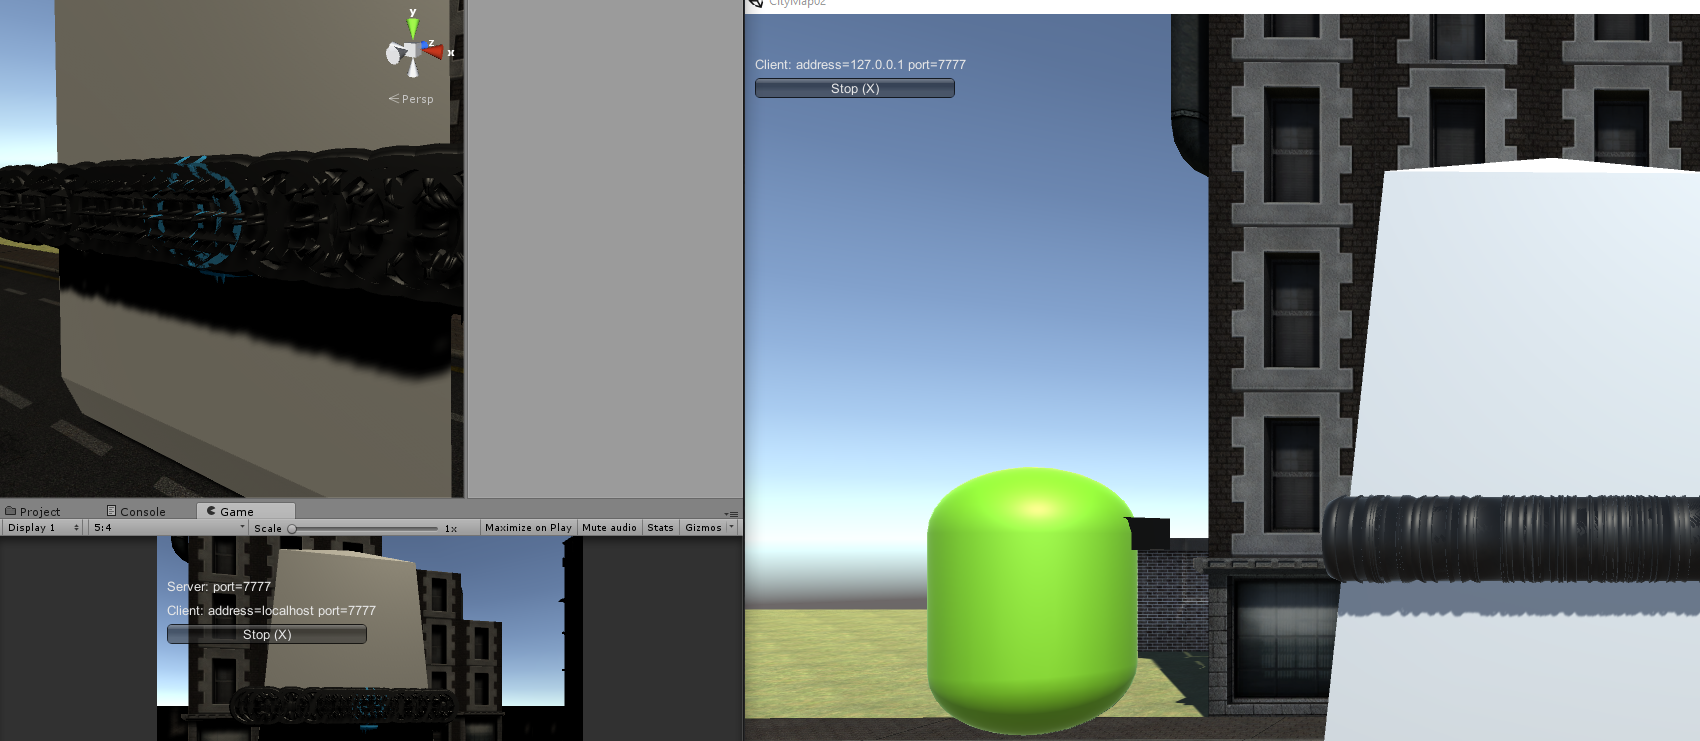 y
z
x
Persp
Project
Console
Game
Display 1
5:4
Scale
1x
Maximize on Play
Mute audio
Stats
Gizmos
Server: port=7777
Client: address=localhost port=7777
Stop (X)
CityMap02
Client: address=127.0.0.1 port=7777
Stop (X)